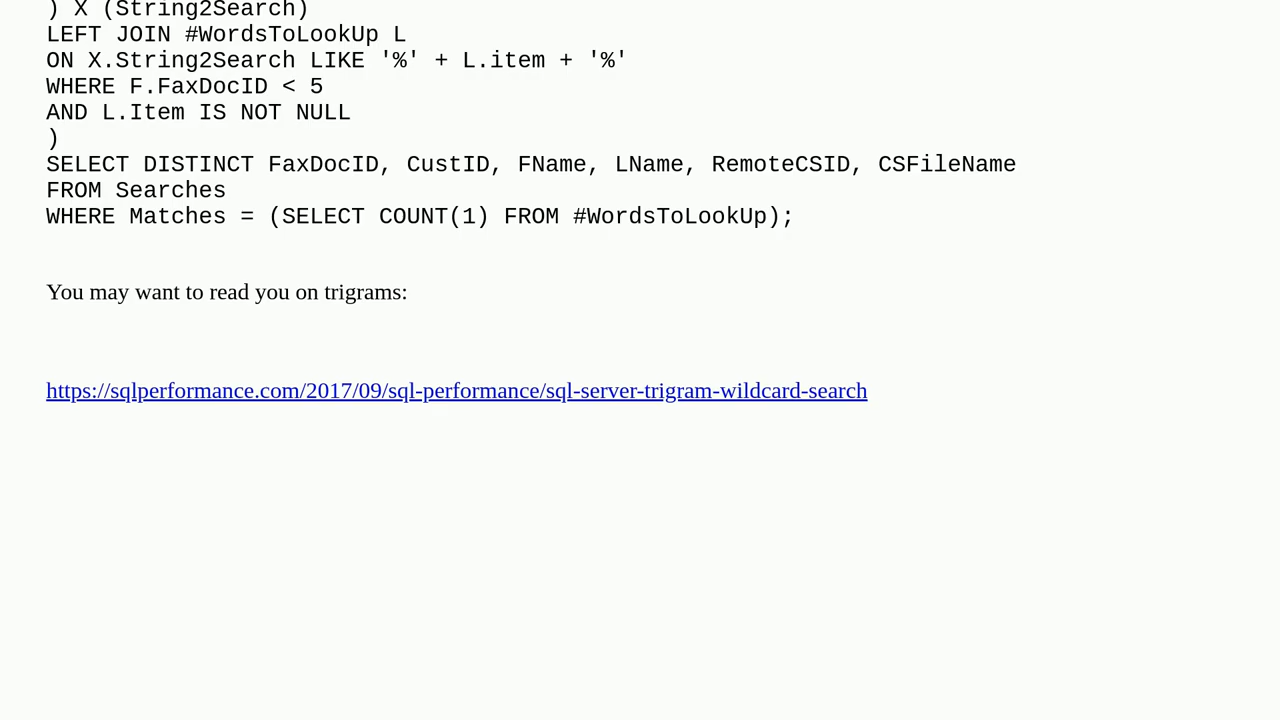 ) X (String2Search)
LEFT JOIN #WordsToLookUp L
ON X.String2Search LIKE '%' + L.item + '%'
WHERE F.FaxDocID < 5
AND L.Item IS NOT NULL
)
SELECT DISTINCT FaxDocID, CustID, FName, LName, RemoteCSID, CSFileName
FROM Searches
WHERE Matches = (SELECT COUNT(1) FROM #WordsToLookUp);
You may want to read you on trigrams:
https://sqlperformance.com/2017/09/sql-performance/sql-server-trigram-wildcard-search